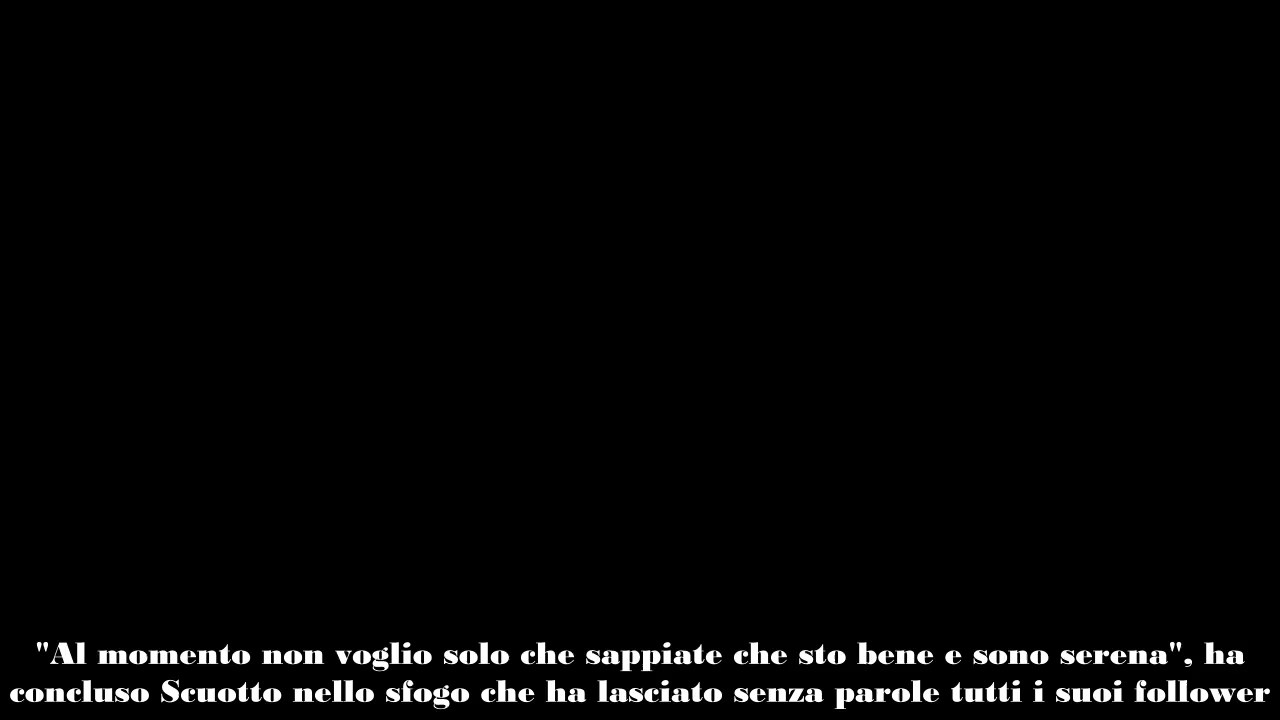 "Al momento non voglio solo che sappiate che sto bene e sono serena", ha
concluso Scuotto nello sfogo che ha lasciato senza parole tutti i suoi follower